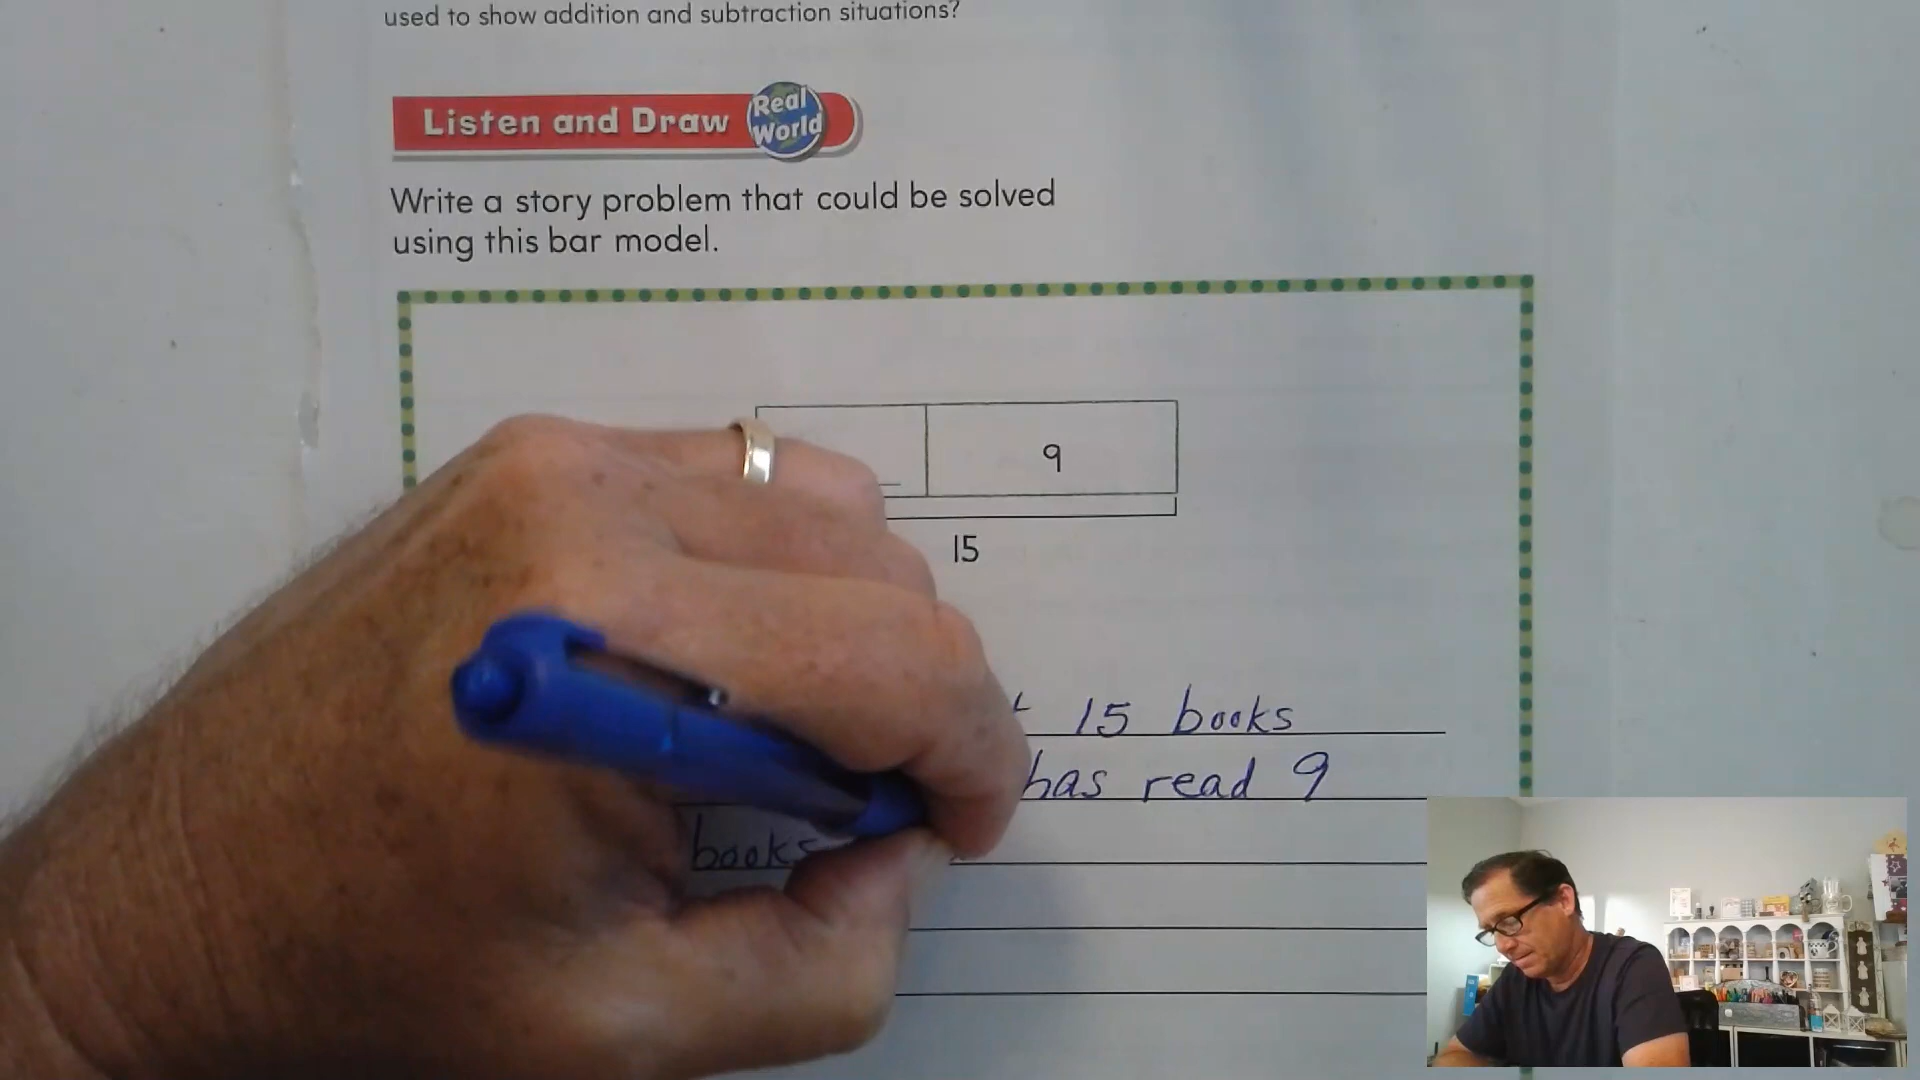 used to show addition and subtraction situations?
Listen and Draw Real World
Write a story problem that could be solved
using this bar model.
9
15
15 books
has read 9
books